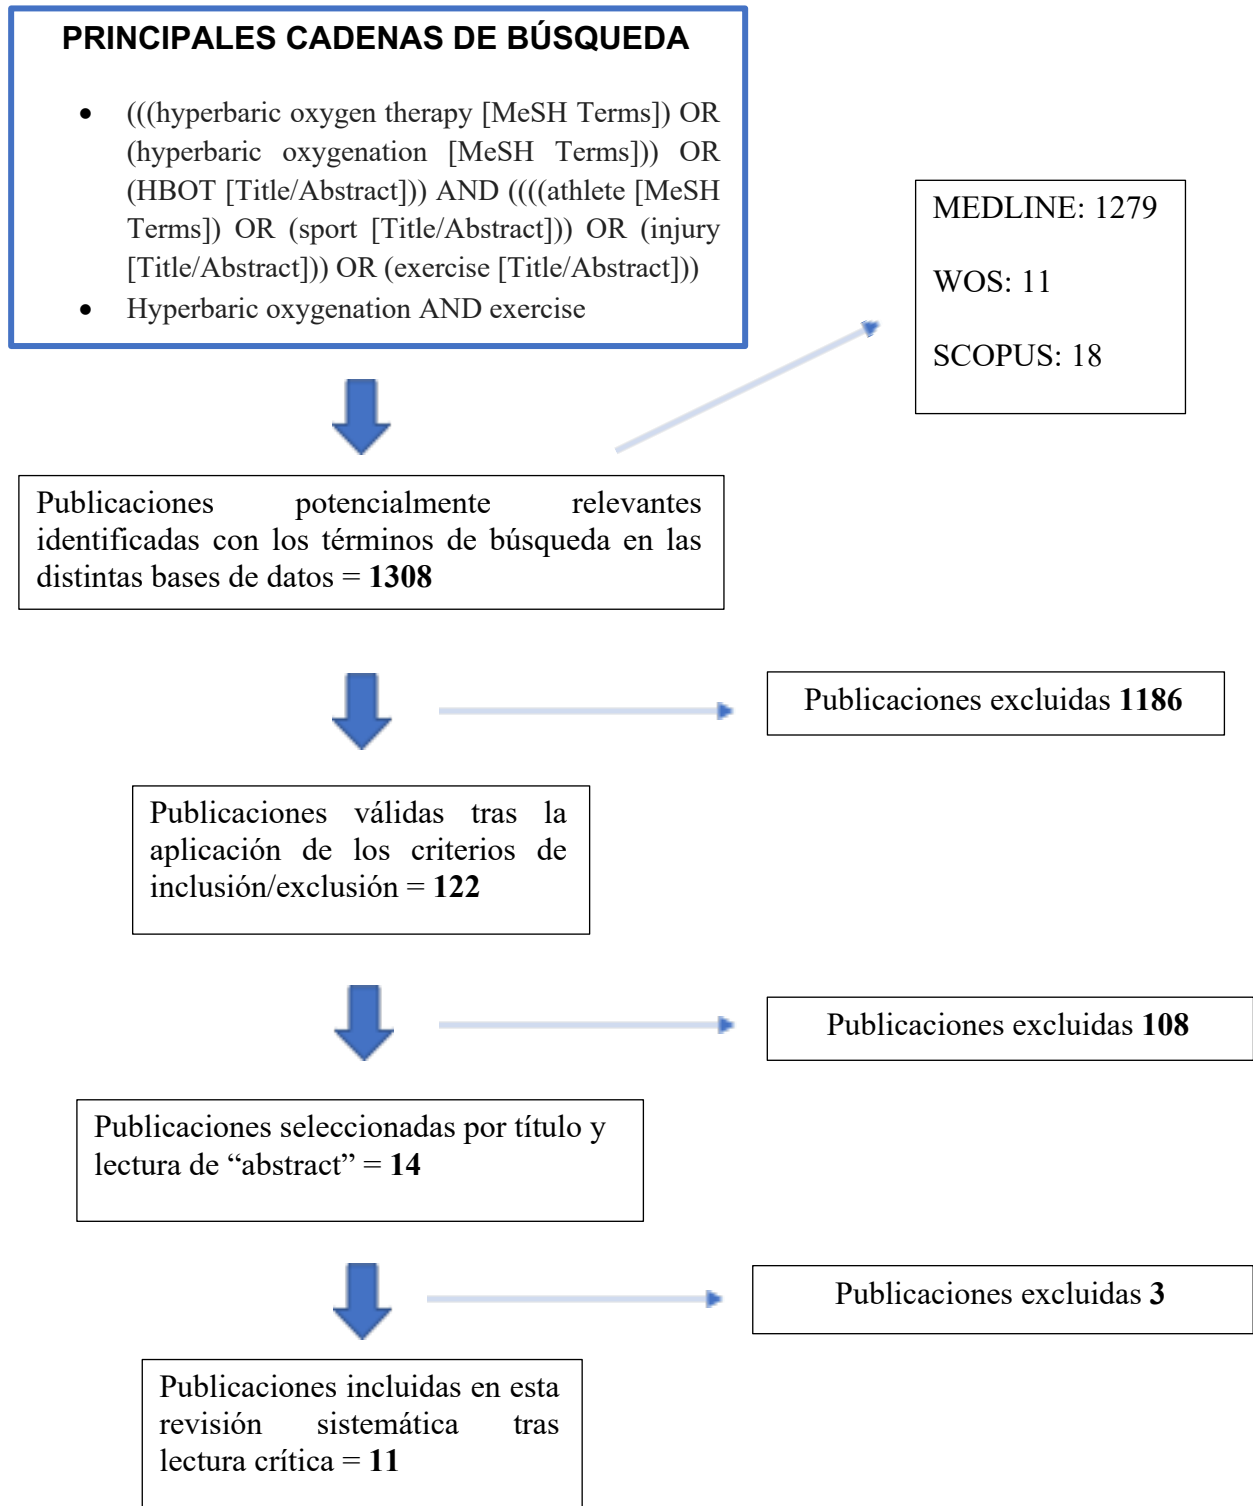 PRINCIPALES CADENAS DE BÚSQUEDA
• (((hyperbaric oxygen therapy [MeSH Terms]) OR
(hyperbaric oxygenation [MeSH Terms])) OR
(HBOT [Title/Abstract])) AND ((((athlete [MeSH
Terms]) OR (sport [Title/Abstract])) OR (injury
[Title/Abstract])) OR (exercise [Title/Abstract]))
• Hyperbaric oxygenation AND exercise
MEDLINE: 1279
WOS: 11
SCOPUS: 18
Publicaciones potencialmente relevantes
identificadas con los términos de búsqueda en las
distintas bases de datos = 1308
Publicaciones excluidas 1186
Publicaciones válidas tras la
aplicación de los criterios de
inclusión/exclusión = 122
Publicaciones excluidas 108
Publicaciones seleccionadas por título y
lectura de “abstract” = 14
Publicaciones excluidas 3
Publicaciones incluidas en esta
revisión sistemática tras
lectura crítica = 11